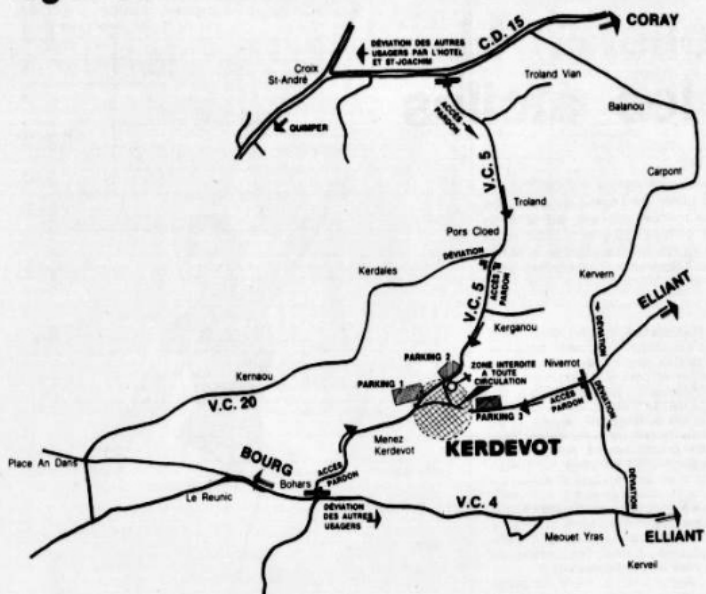 CORAY
C.D. 15
DÉVIATION DES AUTRES
USAGERS PAR L'HOTEL
ET ST-JOACHIM
Croix
St-André
QUIMPER
Troland Vian
Balanou
ACCÈS
PARDON
V.C. 5
Carpont
Troland
Pors Cloed
DÉVIATION
Kerdales
ACCÈS
PARDON
V.C. 5
Kervern
ELLIANT
DÉVIATION
Kerganou
PARKING 2
ZONE INTERDITE
A TOUTE
CIRCULATION
Niverrot
Kernaou
V.C. 20
PARKING 1
ACCÈS
PARDON
DÉVIATION
PARKING 3
Menez
Kerdevot
KERDEVOT
Place An Dans
BOURG
ACCÈS
PARDON
Bohars
Le Reunic
V.C. 4
DÉVIATION
DÉVIATION
DES AUTRES
USAGERS
Meouet Yras
ELLIANT
Kerveil